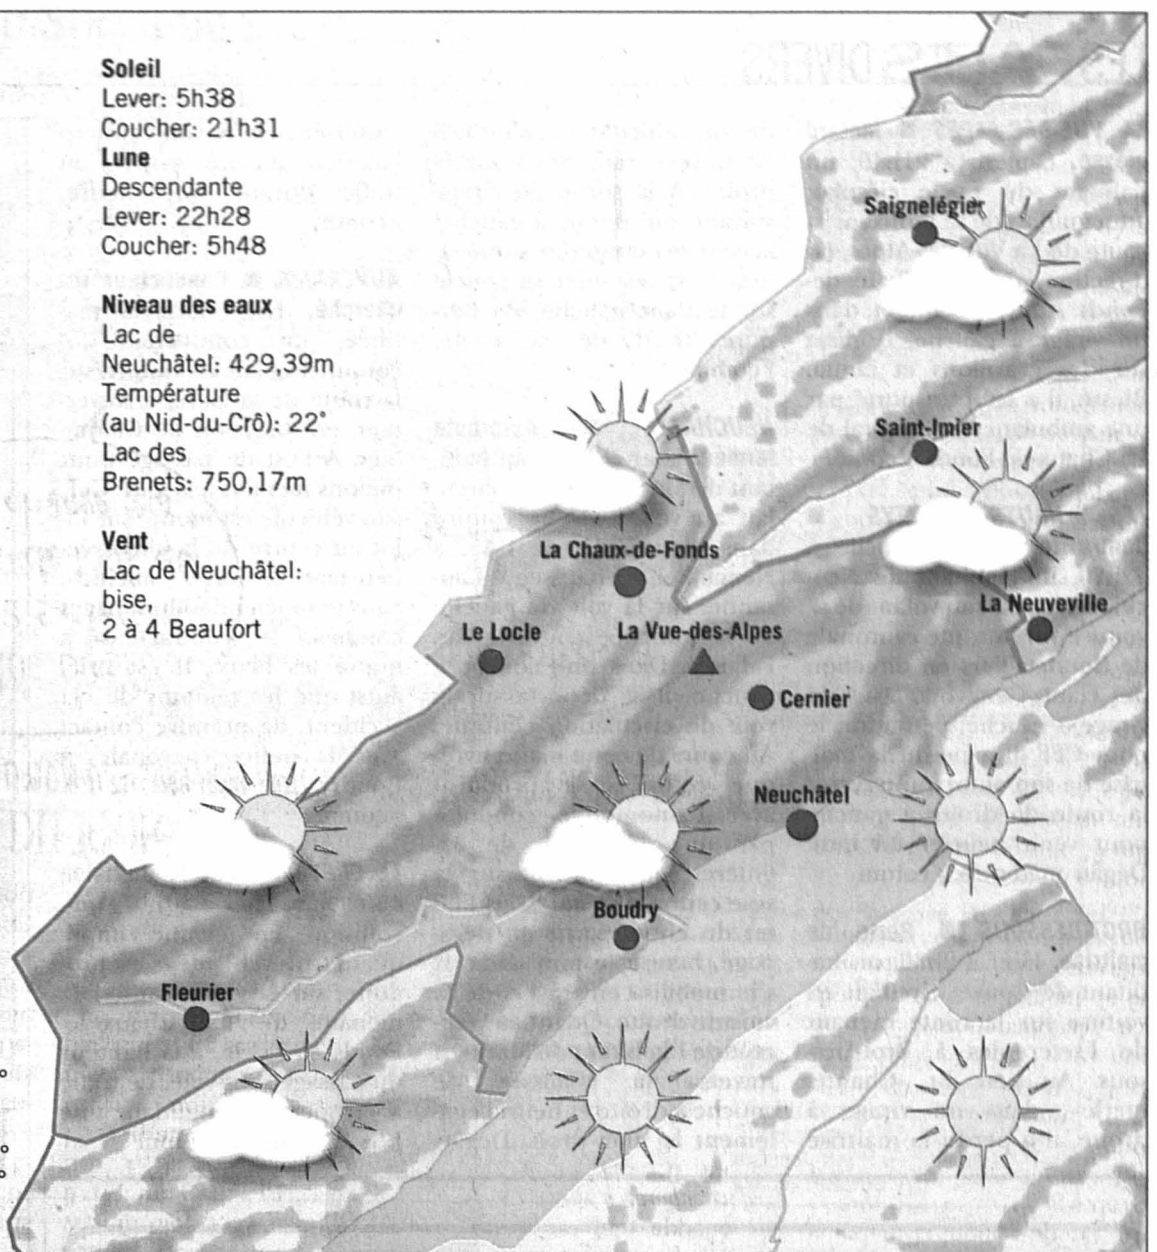 Soleil
Lever: 5h38
Coucher: 21h31
Lune
Descendante
Lever: 22h28
Coucher: 5h48
Niveau des eaux
Lac de
Neuchâtel: 429,39m
Température
(au Nid-du-Crô): 22°
Lac des
Brenets: 750,17m
Vent
Lac de Neuchâtel:
bise,
2 à 4 Beaufort
Saignelégier
Saint-Imier
La Chaux-de-Fonds
La Neuveville
Le Locle
La Vue-des-Alpes
Cernier
Neuchâtel
Boudry
Fleurier